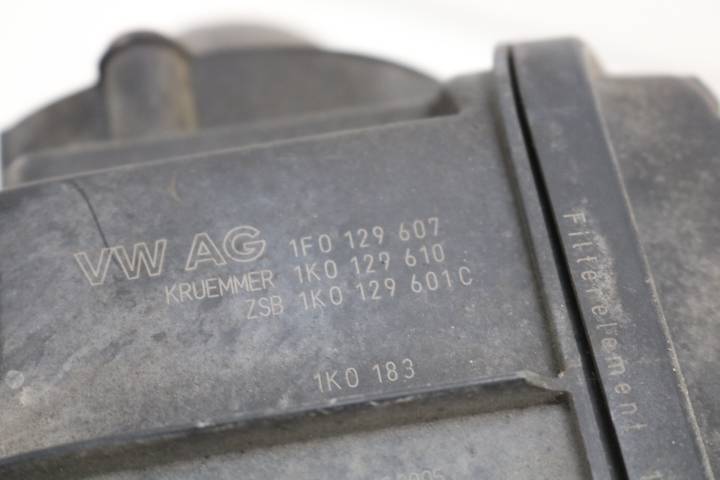 VW AG 1F0 129 607
KRUEMMER 1K0 129 610
ZSB 1K0 129 601C
1K0 183
Filterelement